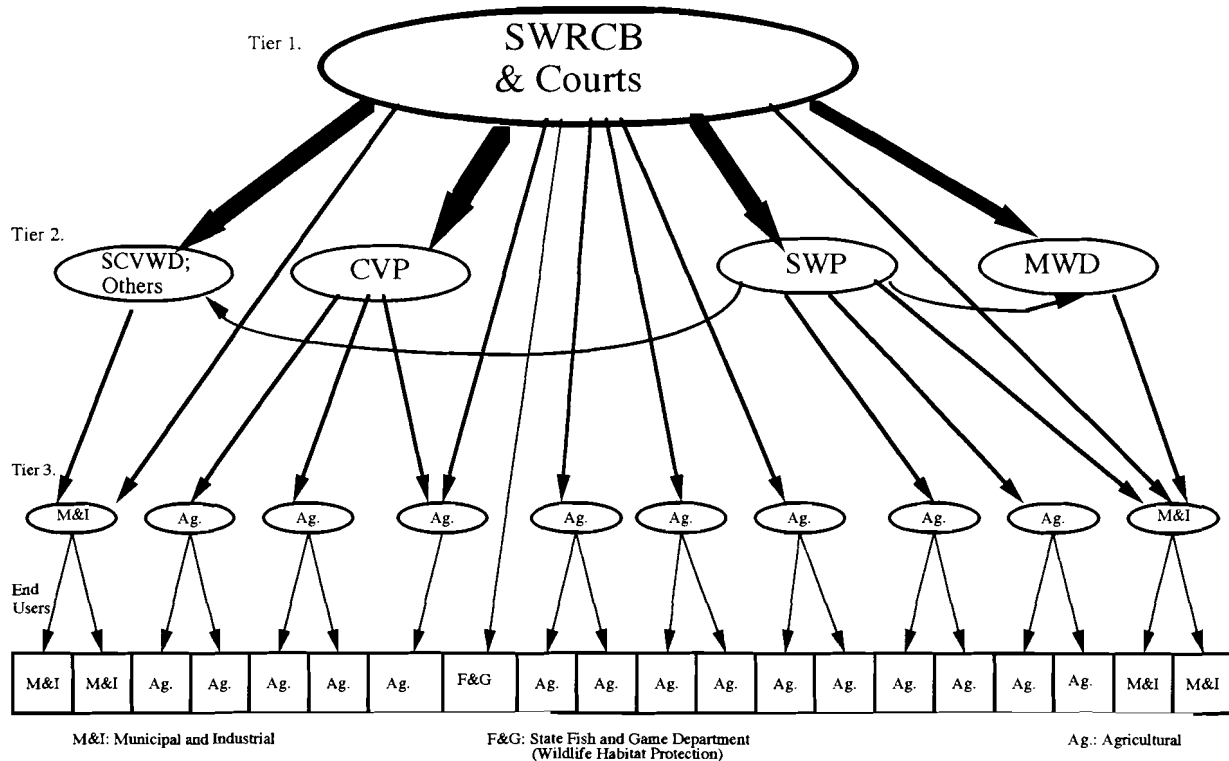 Tier 1.
SWRCB
& Courts
Tier 2.
SCVWD;
Others
CVP
SWP
MWD
Tier 3.
M&I
Ag.
Ag.
Ag.
Ag.
Ag.
Ag.
Ag.
Ag.
M&I
End
Users
M&I
M&I
Ag.
Ag.
Ag.
Ag.
Ag.
F&G
Ag.
Ag.
Ag.
Ag.
Ag.
Ag.
Ag.
Ag.
Ag.
Ag.
M&I
M&I
M&I: Municipal and Industrial
F&G: State Fish and Game Department
(Wildlife Habitat Protection)
Ag.: Agricultural